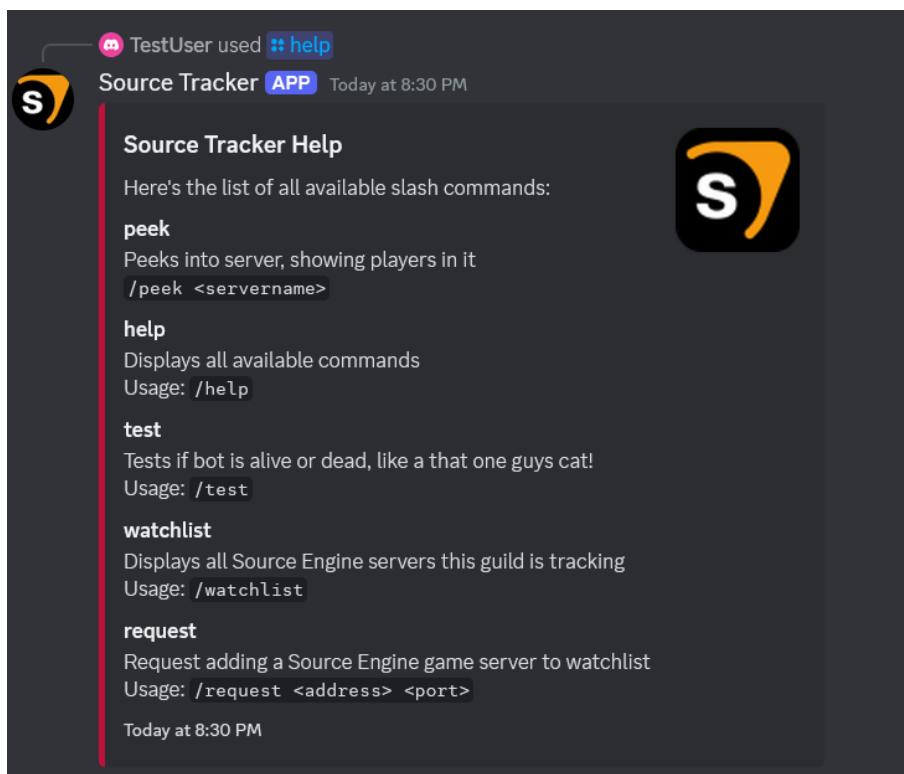 TestUser used help
Source Tracker APP Today at 8:30 PM
S
Source Tracker Help
S
Here's the list of all available slash commands:
peek
Peeks into server, showing players in it
/peek <servername>
help
Displays all available commands
Usage: /help
test
Tests if bot is alive or dead, like a that one guys cat!
Usage: /test
watchlist
Displays all Source Engine servers this guild is tracking
Usage: /watchlist
request
Request adding a Source Engine game server to watchlist
Usage: /request <address> <port>
Today at 8:30 PM